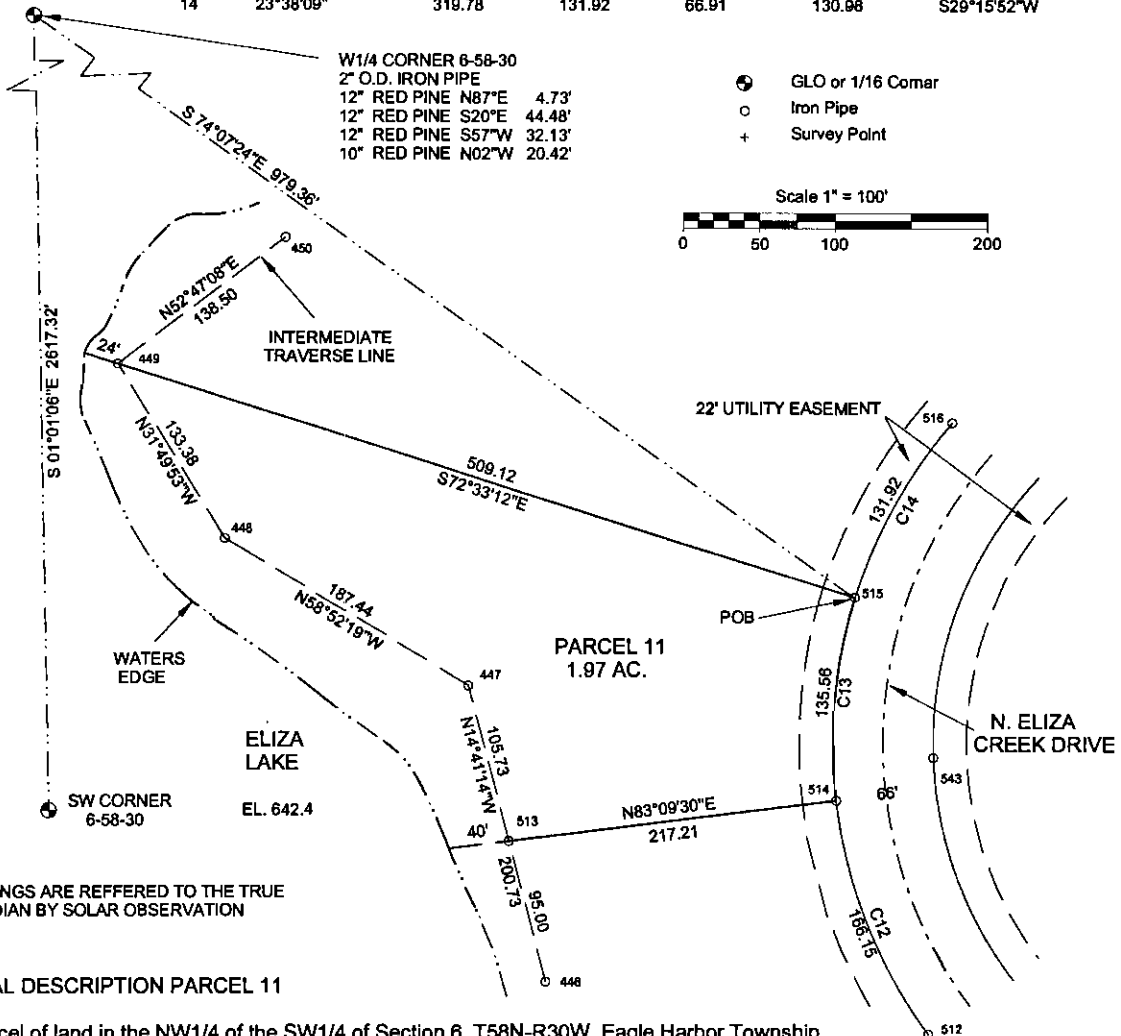 14 23°38'09" 319.78 131.92 66.91 130.98 S29°15'52"W
W1/4 CORNER 6-58-30
2" O.D. IRON PIPE
12" RED PINE N87°E 4.73'
12" RED PINE S20°E 44.48'
12" RED PINE S57°W 32.13'
10" RED PINE N02°W 20.42'
GLO or 1/16 Corner
Iron Pipe
+ Survey Point
Scale 1" = 100'
0 50 100 200
S 74°07'24"E 979.36'
S 01°01'06"E 2617.32'
450
N52°47'08"E
138.50
INTERMEDIATE
TRAVERSE LINE
24'
449
22' UTILITY EASEMENT
516
133.38
N31°49'53"W
509.12
S72°33'12"E
131.92
C14
448
187.44
N58°52'19"W
515
POB
WATERS
EDGE
PARCEL 11
1.97 AC.
447
135.56
C13
N. ELIZA
CREEK DRIVE
105.73
N14°41'14"W
ELIZA
LAKE
543
SW CORNER
6-58-30
EL. 642.4
514
66'
N83°09'30"E
217.21
513
40'
95.00
200.73
NGS ARE REFFERED TO THE TRUE
DIAN BY SOLAR OBSERVATION
C12
166.15
446
AL DESCRIPTION PARCEL 11
512
cel of land in the NW1/4 of the SW1/4 of Section 6, T58N-R30W, Eagle Harbor Township